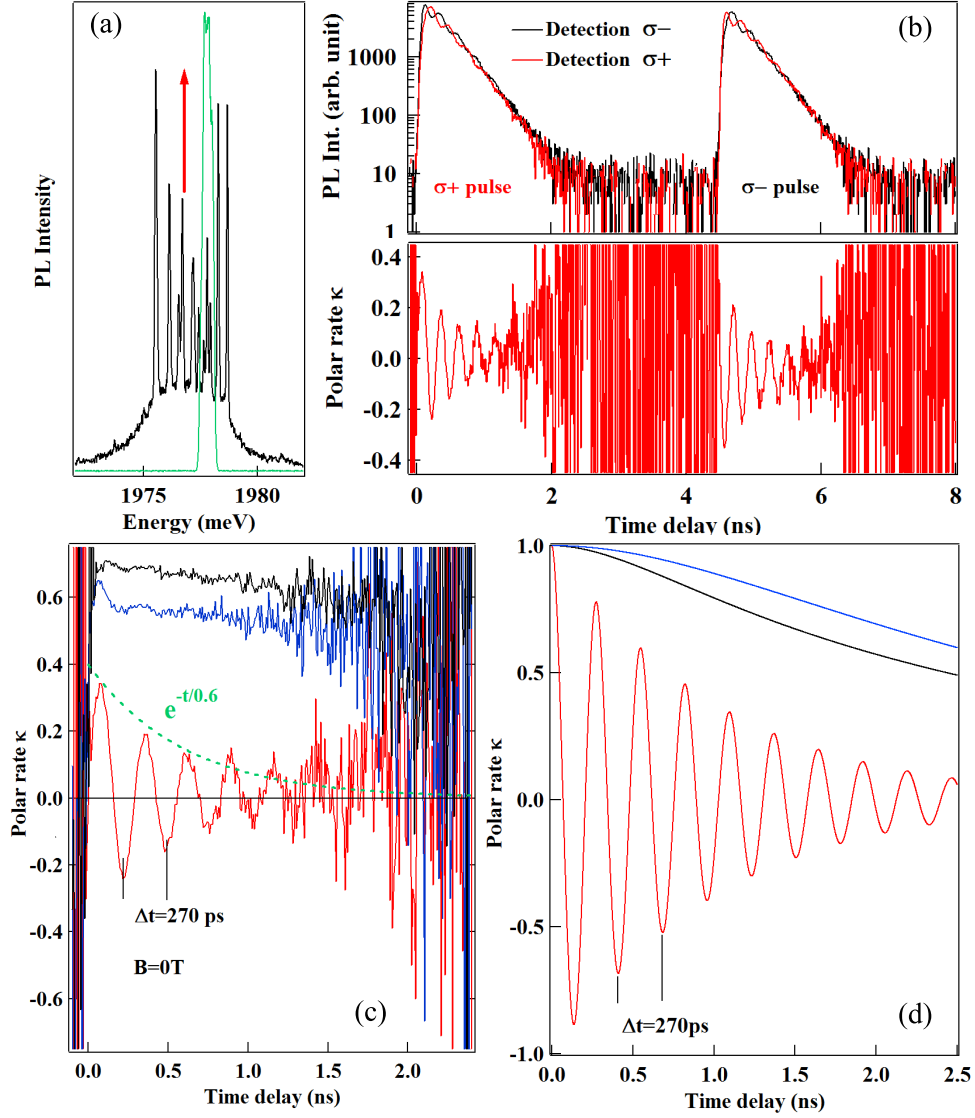 (a)
PL Intensity
1975
1980
Energy (meV)
(b)
Detection σ−
Detection σ+
PL Int. (arb. unit)
1000
100
10
1
σ+ pulse
σ− pulse
Polar rate κ
0.4
0.2
0.0
-0.2
-0.4
0
2
4
6
8
Time delay (ns)
(c)
Polar rate κ
0.6
0.4
0.2
0.0
-0.2
-0.4
-0.6
e^-t/0.6
Δt=270 ps
B=0T
0.0
0.5
1.0
1.5
2.0
Time delay (ns)
(d)
Polar rate κ
1.0
0.5
0.0
-0.5
-1.0
Δt=270ps
0.0
0.5
1.0
1.5
2.0
2.5
Time delay (ns)